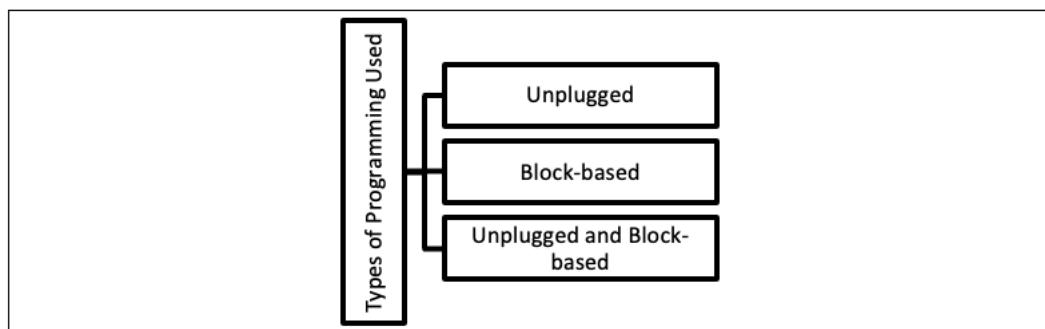 Types of Programming Used
Unplugged
Block-based
Unplugged and Block-
based